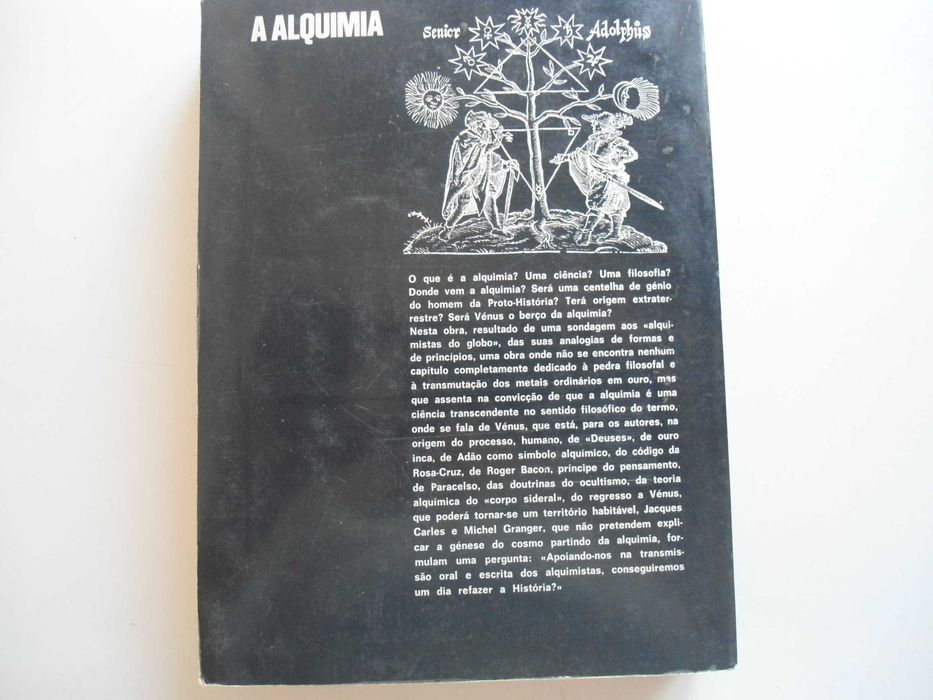 A ALQUIMIA
Senior Adolphus
O que é a alquimia? Uma ciência? Uma filosofia?
Donde vem a alquimia? Será uma centelha de génio
do homem da Proto-História? Terá origem extrater-
restre? Será Vénus o berço da alquimia?
Nesta obra, resultado de uma sondagem aos «alqui-
mistas do globo», das suas analogias de formas e
de princípios, uma obra onde não se encontra nenhum
capítulo completamente dedicado à pedra filosofal e
à transmutação dos metais ordinários em ouro, mas
que assenta na convicção de que a alquimia é uma
ciência transcendente no sentido filosófico do termo,
onde se fala de Vénus, que está, para os autores, na
origem do processo, humano, de «Deuses», de ouro
inca, de Adão como símbolo alquímico, do código da
Rosa-Cruz, de Roger Bacon, príncipe do pensamento,
de Paracelso, das doutrinas do ocultismo, da teoria
alquímica do «corpo sideral», do regresso a Vénus,
que poderá tornar-se um território habitável, Jacques
Carles e Michel Granger, que não pretendem expli-
car a génese do cosmo partindo da alquimia, for-
mulam uma pergunta: «Apoiando-nos na transmis-
são oral e escrita dos alquimistas, conseguiremos
um dia refazer a História?»